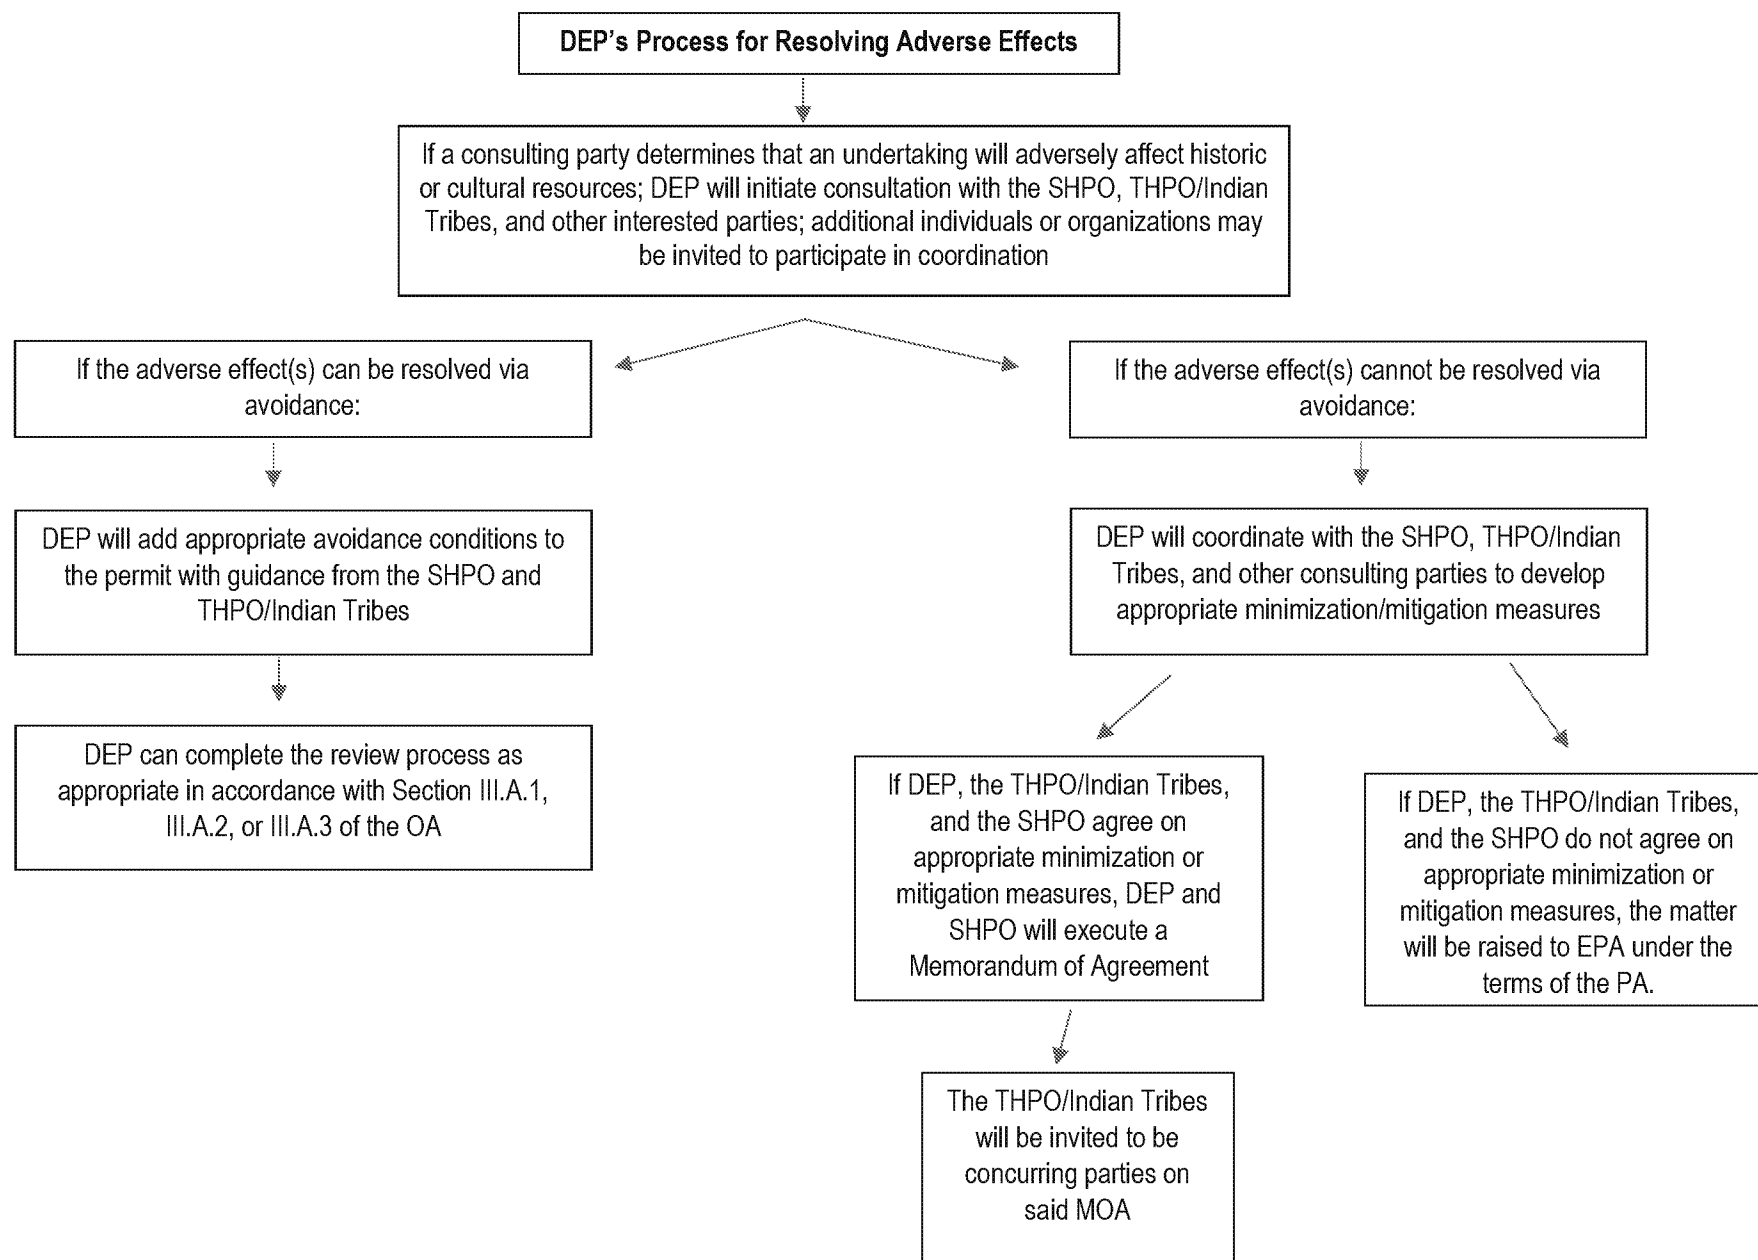 DEP’s Process for Resolving Adverse Effects
If a consulting party determines that an undertaking will adversely affect historic
or cultural resources; DEP will initiate consultation with the SHPO, THPO/Indian
Tribes, and other interested parties; additional individuals or organizations may
be invited to participate in coordination
If the adverse effect(s) can be resolved via
avoidance:
DEP will add appropriate avoidance conditions to
the permit with guidance from the SHPO and
THPO/Indian Tribes
DEP can complete the review process as
appropriate in accordance with Section III.A.1,
III.A.2, or III.A.3 of the OA
If the adverse effect(s) cannot be resolved via
avoidance:
DEP will coordinate with the SHPO, THPO/Indian
Tribes, and other consulting parties to develop
appropriate minimization/mitigation measures
If DEP, the THPO/Indian Tribes,
and the SHPO agree on
appropriate minimization or
mitigation measures, DEP and
SHPO will execute a
Memorandum of Agreement
The THPO/Indian Tribes
will be invited to be
concurring parties on
said MOA
If DEP, the THPO/Indian Tribes,
and the SHPO do not agree on
appropriate minimization or
mitigation measures, the matter
will be raised to EPA under the
terms of the PA.